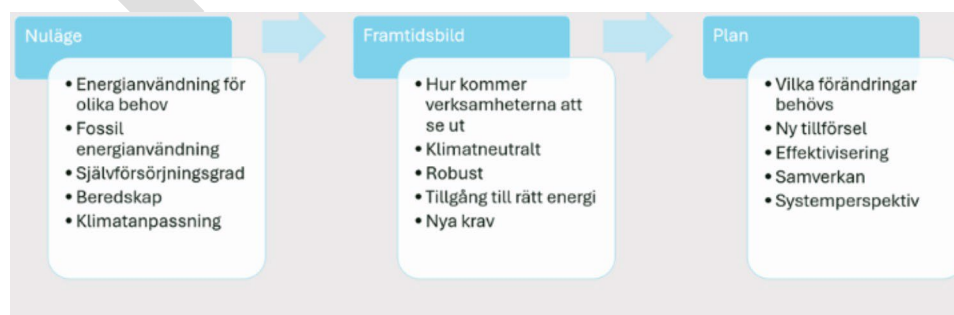 Nuläge
• Energianvändning för
olika behov
• Fossil
energianvändning
• Självförsörjningsgrad
• Beredskap
• Klimatanpassning
Framtidsbild
• Hur kommer
verksamheterna att
se ut
• Klimatneutralt
• Robust
• Tillgång till rätt energi
• Nya krav
Plan
• Vilka förändringar
behövs
• Ny tillförsel
• Effektivisering
• Samverkan
• Systemperspektiv